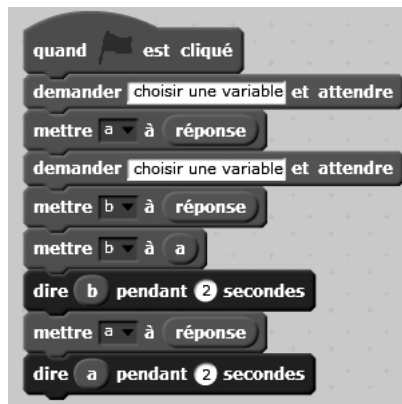 quand est cliqué
demander choisir une variable et attendre
mettre a à réponse
demander choisir une variable et attendre
mettre b à réponse
mettre b à a
dire b pendant 2 secondes
mettre a à réponse
dire a pendant 2 secondes